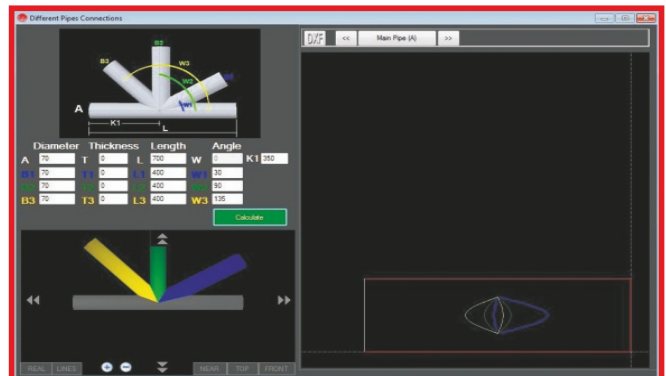 Different Pipes Connections
DXF << Main Pipe (A) >>
B2
B3 W3 B1
W2
W1
A
K1
L
Diameter Thickness Length Angle
A 70 T 0 L 700 W 0 K1 350
B1 70 T1 0 L1 400 W1 30
B2 70 T2 0 L2 400 W2 90
B3 70 T3 0 L3 400 W3 135
Calculate
REAL LINES NEAR TOP FRONT